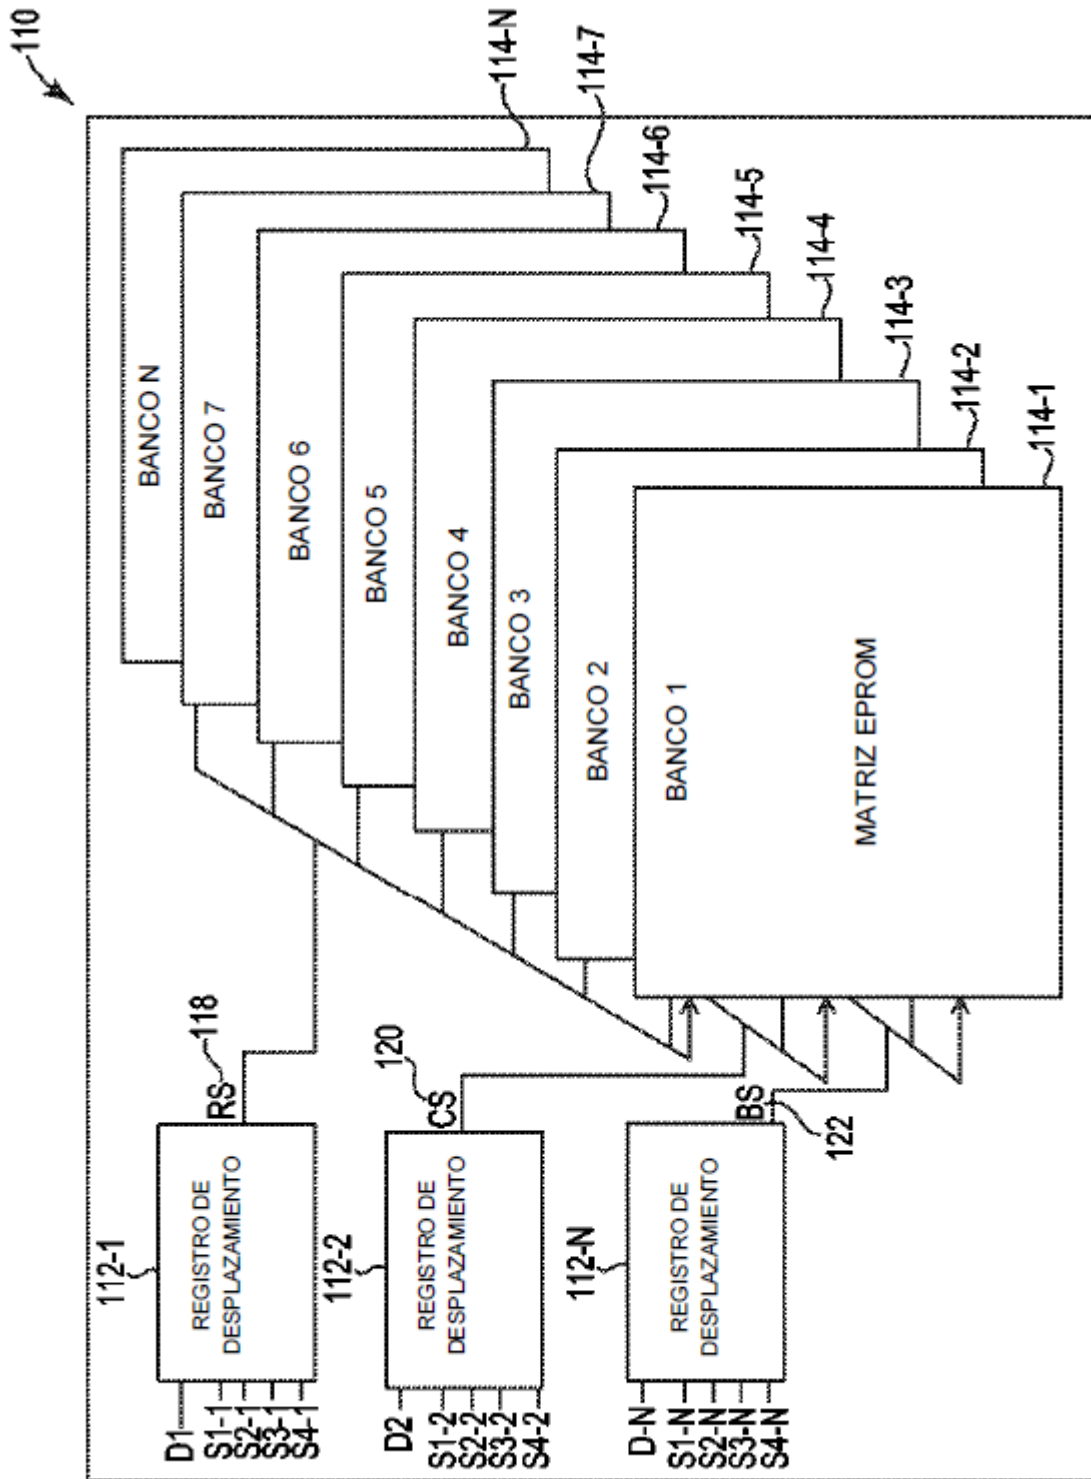 110
BANCO N
114-N
BANCO 7
114-7
BANCO 6
114-6
BANCO 5
114-5
BANCO 4
114-4
BANCO 3
114-3
BANCO 2
114-2
BANCO 1
MATRIZ EPROM
114-1
112-1
REGISTRO DE
DESPLAZAMIENTO
RS
118
D1
S1-1
S2-1
S3-1
S4-1
112-2
REGISTRO DE
DESPLAZAMIENTO
CS
120
D2
S1-2
S2-2
S3-2
S4-2
112-N
REGISTRO DE
DESPLAZAMIENTO
BS
122
D-N
S1-N
S2-N
S3-N
S4-N